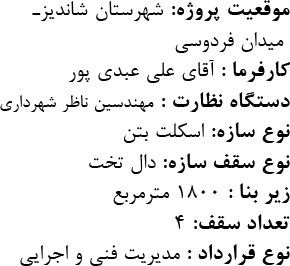 موقعیت پروژه: شهرستان شاندیز-
میدان فردوسی
کارفرما : آقای علی عبدی پور
دستگاه نظارت : مهندسین ناظر شهرداری
نوع سازه: اسکلت بتن
نوع سقف سازه: دال تخت
زیر بنا : ۱۸۰۰ مترمربع
تعداد سقف: ۴
نوع قرارداد : مدیریت فنی و اجرایی